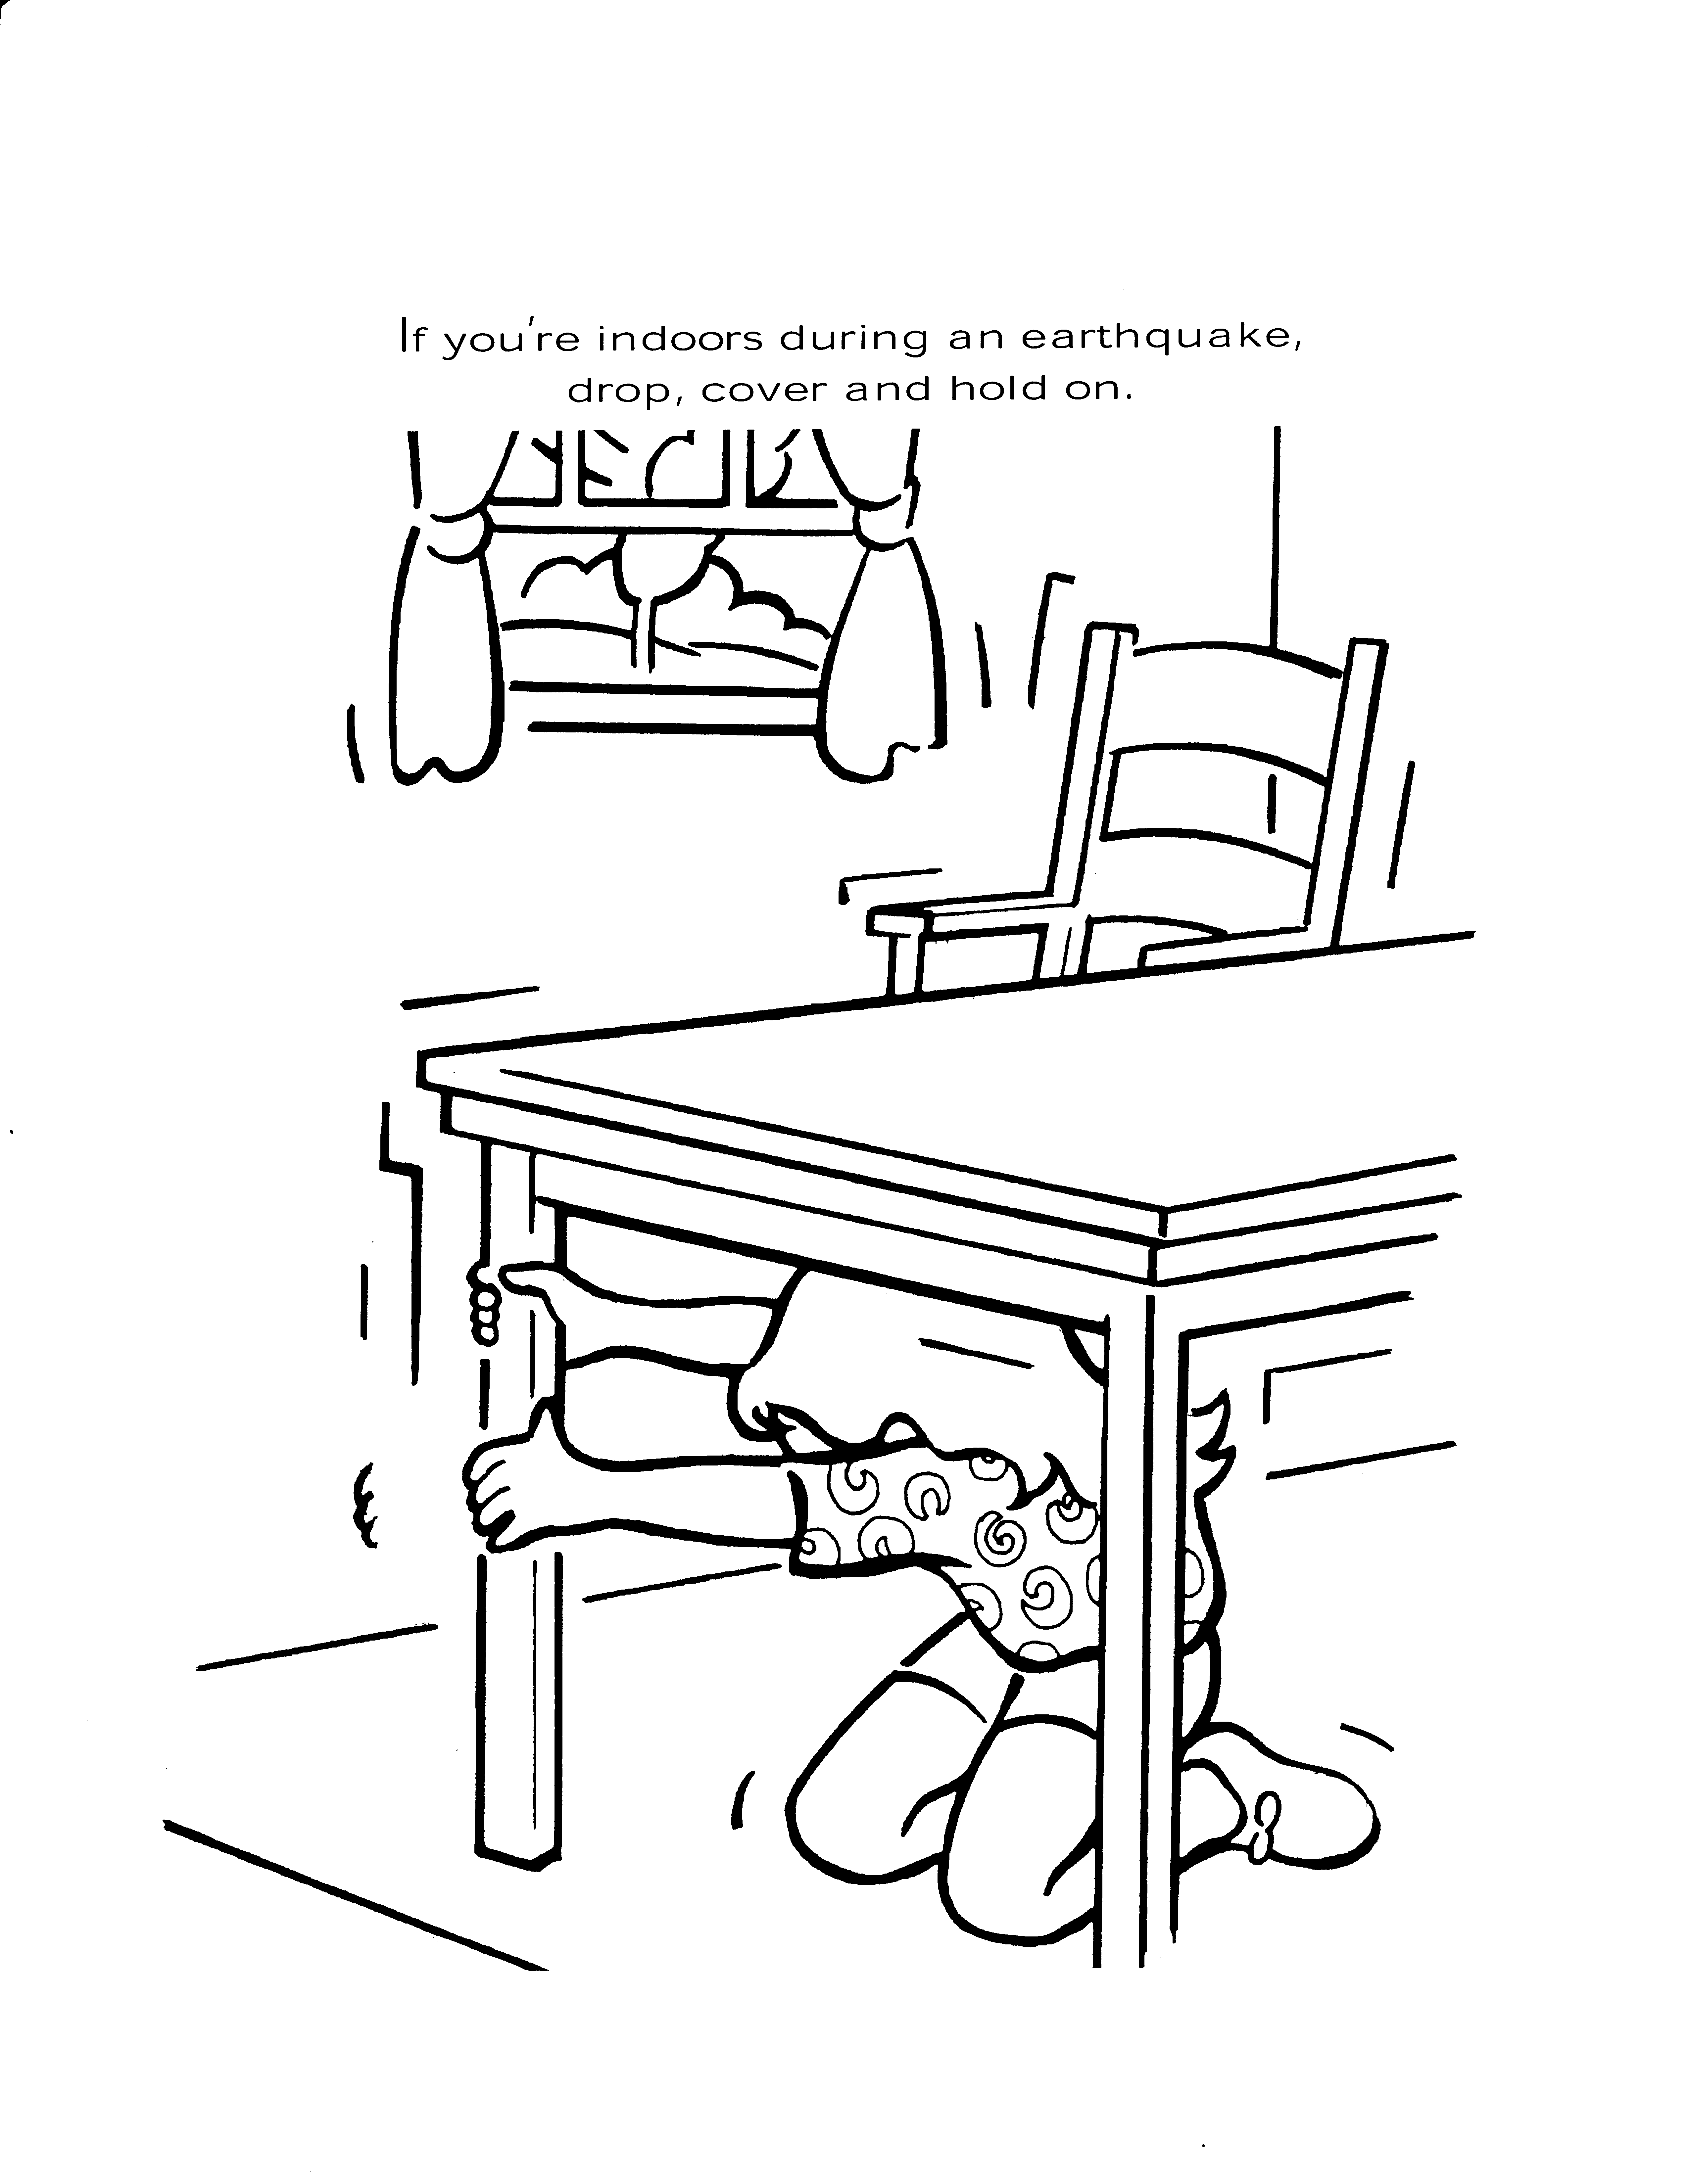 If you're indoors during an earthquake,
drop, cover and hold on.